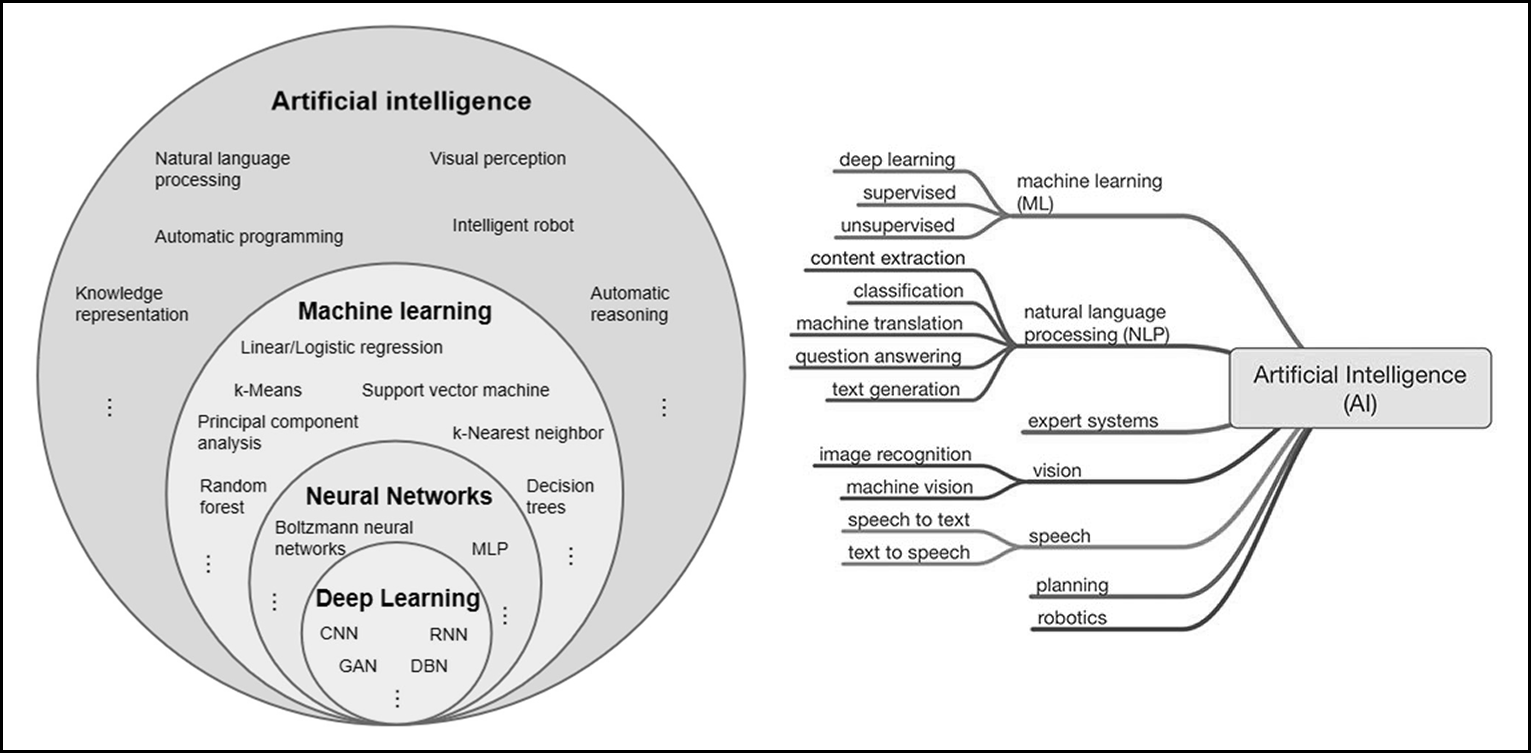 Artificial intelligence
Natural language
processing
Visual perception
Automatic programming
Intelligent robot
Knowledge
representation
Automatic
reasoning
Machine learning
Linear/Logistic regression
k-Means
Support vector machine
Principal component
analysis
k-Nearest neighbor
Random
forest
Decision
trees
Neural Networks
Boltzmann neural
networks
MLP
Deep Learning
CNN
RNN
GAN
DBN
deep learning
supervised
unsupervised
machine learning
(ML)
content extraction
classification
machine translation
question answering
text generation
natural language
processing (NLP)
expert systems
image recognition
machine vision
vision
speech to text
text to speech
speech
planning
robotics
Artificial Intelligence
(AI)